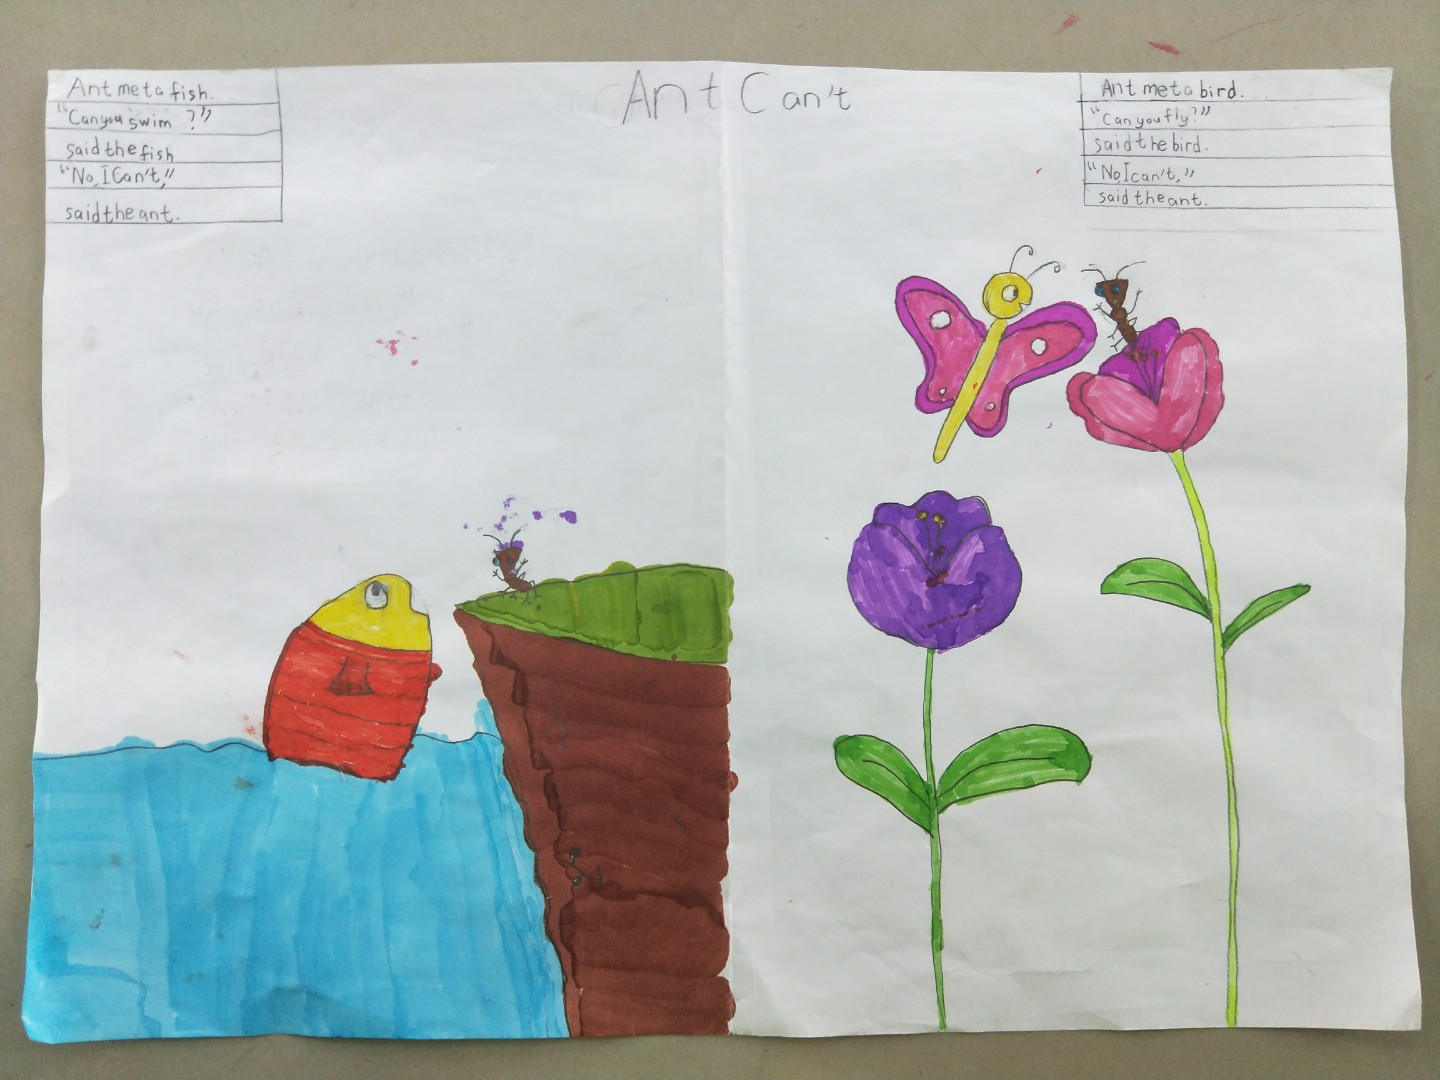 Ant Can't
Ant met a fish.
"Can you swim ?"
said the fish
"No, I Can't,"
said the ant.
Ant met a bird.
"Can you fly?"
said the bird.
"No, I can't,"
said the ant.